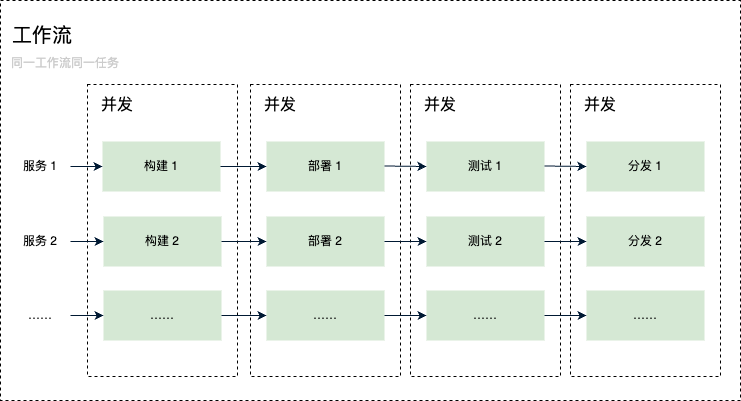 工作流
同一工作流同一任务
并发 并发 并发 并发
服务 1 构建 1 部署 1 测试 1 分发 1
服务 2 构建 2 部署 2 测试 2 分发 2
...... ...... ...... ...... ......